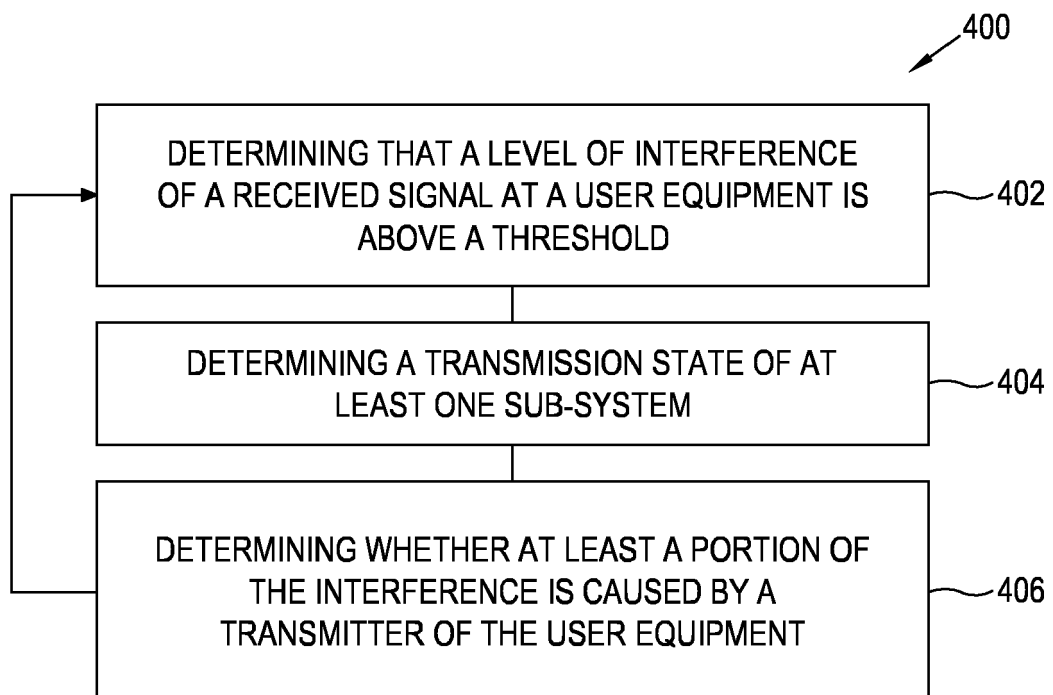 400
DETERMINING THAT A LEVEL OF INTERFERENCE
OF A RECEIVED SIGNAL AT A USER EQUIPMENT IS
ABOVE A THRESHOLD
402
DETERMINING A TRANSMISSION STATE OF AT
LEAST ONE SUB-SYSTEM
404
DETERMINING WHETHER AT LEAST A PORTION OF
THE INTERFERENCE IS CAUSED BY A
TRANSMITTER OF THE USER EQUIPMENT
406